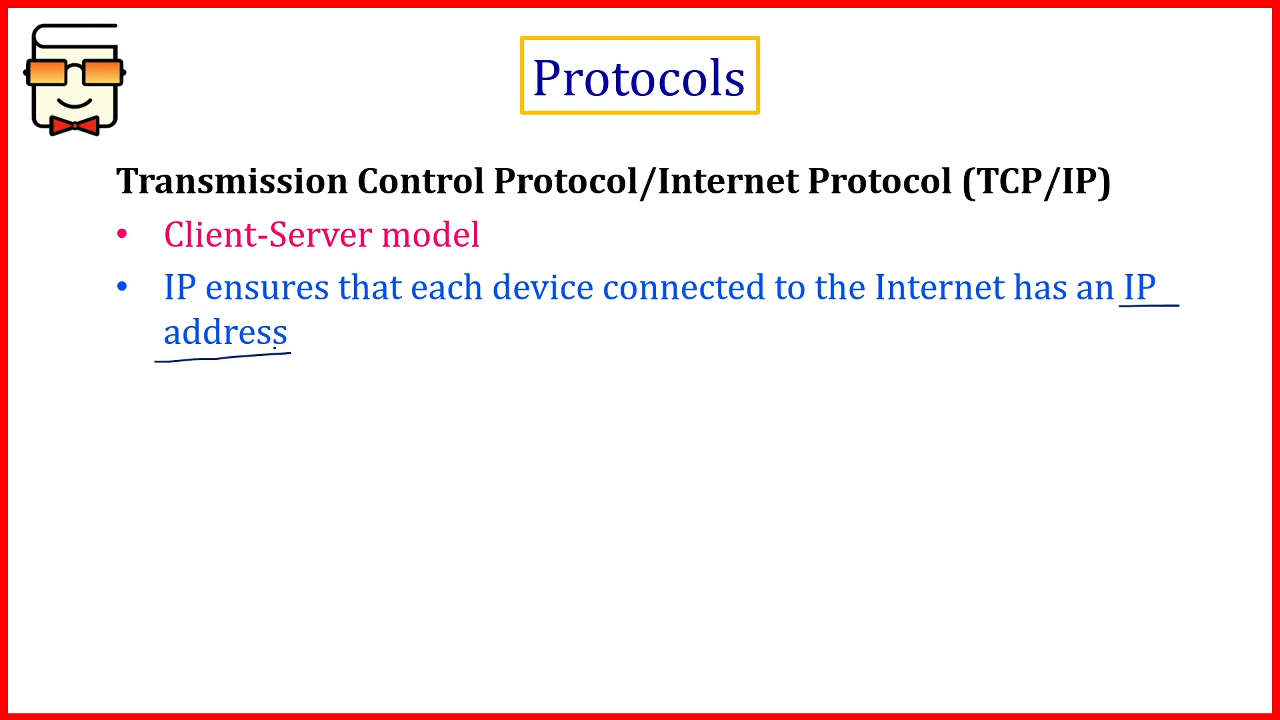 Protocols
Transmission Control Protocol/Internet Protocol (TCP/IP)
• Client-Server model
• IP ensures that each device connected to the Internet has an IP
address